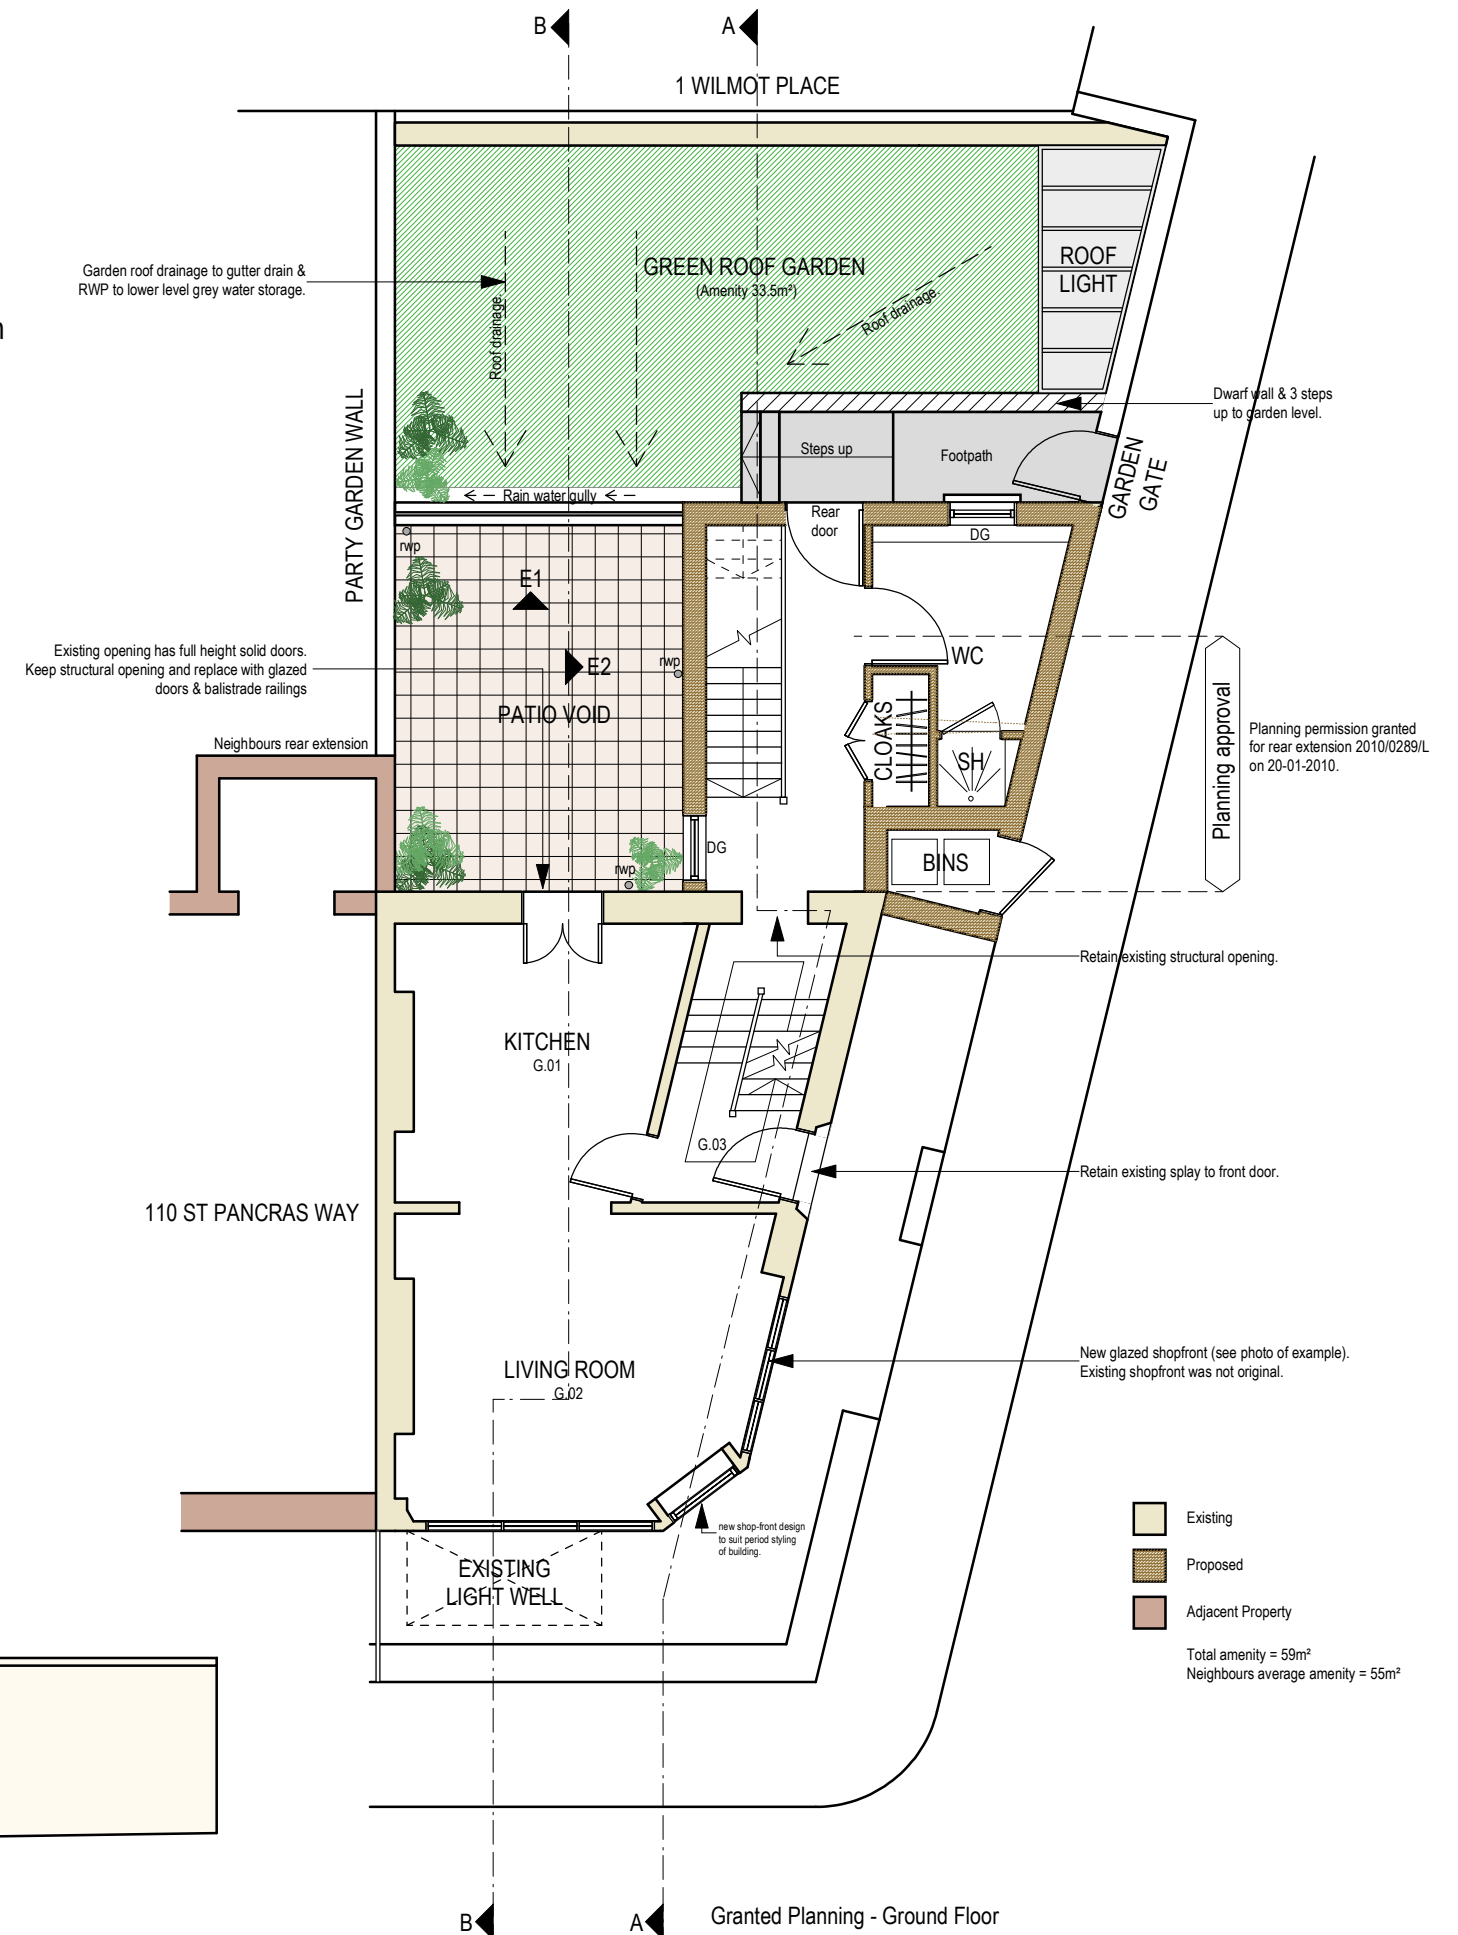 B
A
1 WILMOT PLACE
Garden roof drainage to gutter drain &
RWP to lower level grey water storage.
GREEN ROOF GARDEN
(Amenity 33.5m²)
ROOF
LIGHT
Roof drainage.
Roof drainage.
n
Dwarf wall & 3 steps
up to garden level.
PARTY GARDEN WALL
Steps up
Footpath
GARDEN
GATE
Rain water gully
Rear
door
DG
rwp
E1
Existing opening has full height solid doors.
Keep structural opening and replace with glazed
doors & balistrade railings
E2
rwp
WC
PATIO VOID
CLOAKS
SH
Planning approval
Planning permission granted
for rear extension 2010/0289/L
on 20-01-2010.
Neighbours rear extension
DG
BINS
rwp
Retain existing structural opening.
KITCHEN
G.01
G.03
Retain existing splay to front door.
110 ST PANCRAS WAY
New glazed shopfront (see photo of example).
Existing shopfront was not original.
LIVING ROOM
G.02
new shop-front design
to suit period styling
of building.
EXISTING
LIGHT WELL
Existing
Proposed
Adjacent Property
Total amenity = 59m²
Neighbours average amenity = 55m²
B
A
Granted Planning - Ground Floor